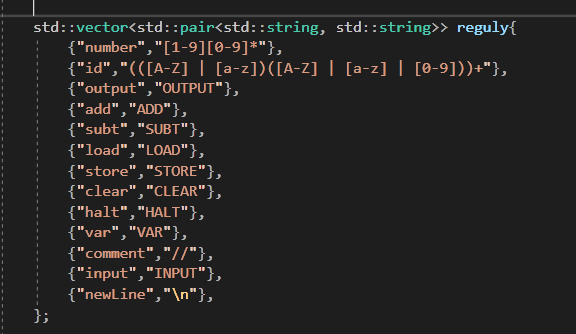 std::vector<std::pair<std::string, std::string>> reguly{
{"number","[1-9][0-9]*"},
{"id","(([A-Z] | [a-z])([A-Z] | [a-z] | [0-9]))+"},
{"output","OUTPUT"},
{"add","ADD"},
{"subt","SUBT"},
{"load","LOAD"},
{"store","STORE"},
{"clear","CLEAR"},
{"halt","HALT"},
{"var","VAR"},
{"comment","//"},
{"input","INPUT"},
{"newLine","\n"},
};